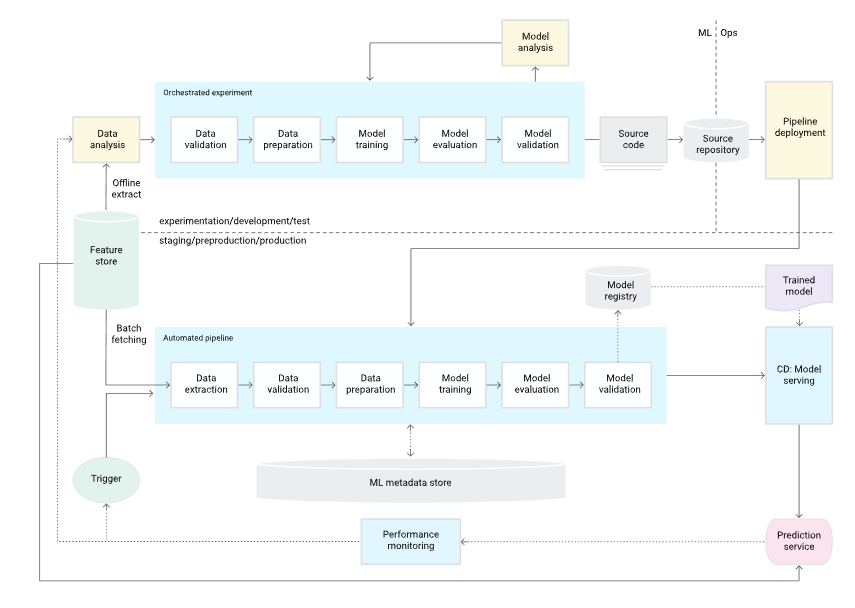 Model
analysis
ML
Ops
Orchestrated experiment
Data
analysis
Data
validation
Data
preparation
Model
training
Model
evaluation
Model
validation
Source
code
Source
repository
Pipeline
deployment
Offline
extract
experimentation/development/test
staging/preproduction/production
Feature
store
Model
registry
Trained
model
Batch
fetching
Automated pipeline
Data
extraction
Data
validation
Data
preparation
Model
training
Model
evaluation
Model
validation
CD: Model
serving
Trigger
ML metadata store
Performance
monitoring
Prediction
service